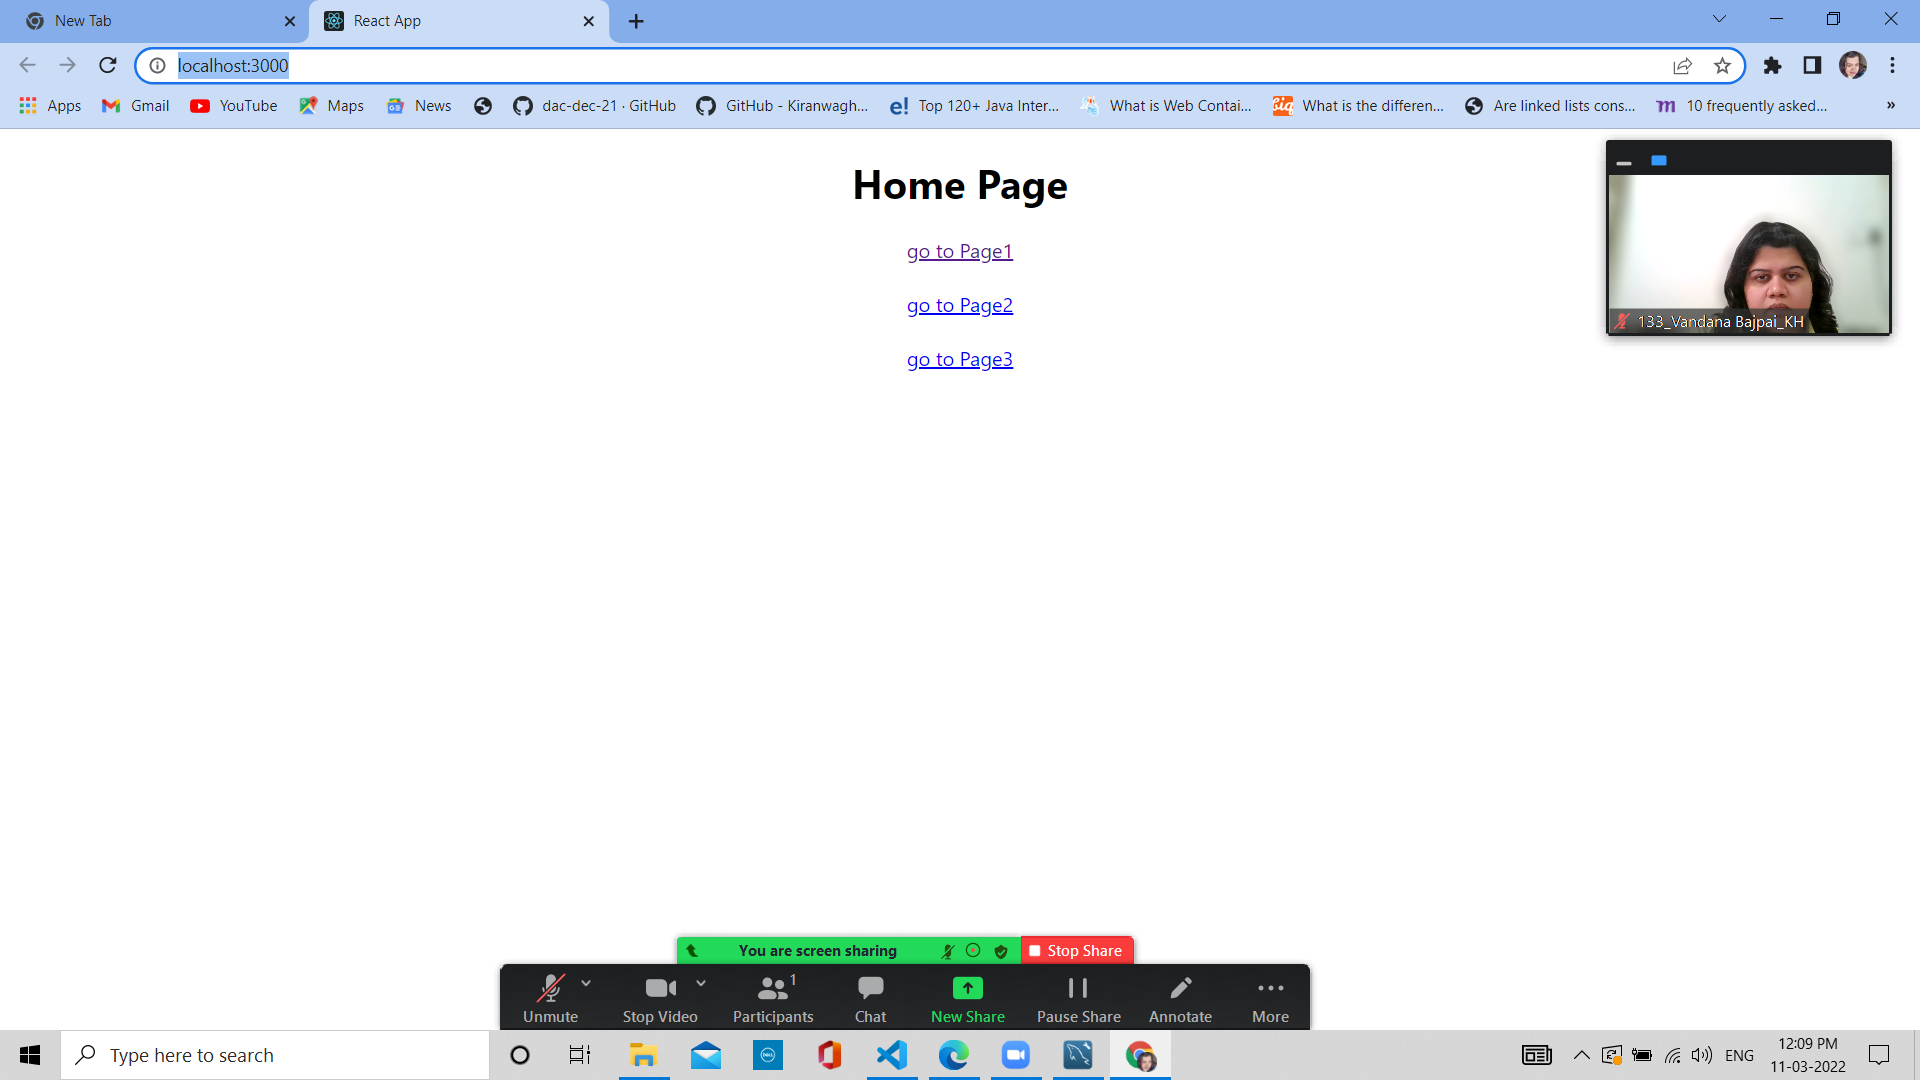 New Tab
React App
localhost:3000
Apps
Gmail
YouTube
Maps
News
dac-dec-21 · GitHub
GitHub - Kiranwagh...
e!
Top 120+ Java Inter...
What is Web Contai...
What is the differen...
Are linked lists cons...
m
10 frequently asked...
»
Home Page
go to Page1
go to Page2
go to Page3
133_Vandana Bajpai_KH
You are screen sharing
Stop Share
Unmute
Stop Video
Participants
1
Chat
New Share
Pause Share
Annotate
More
Type here to search
DELL
ENG
12:09 PM
11-03-2022